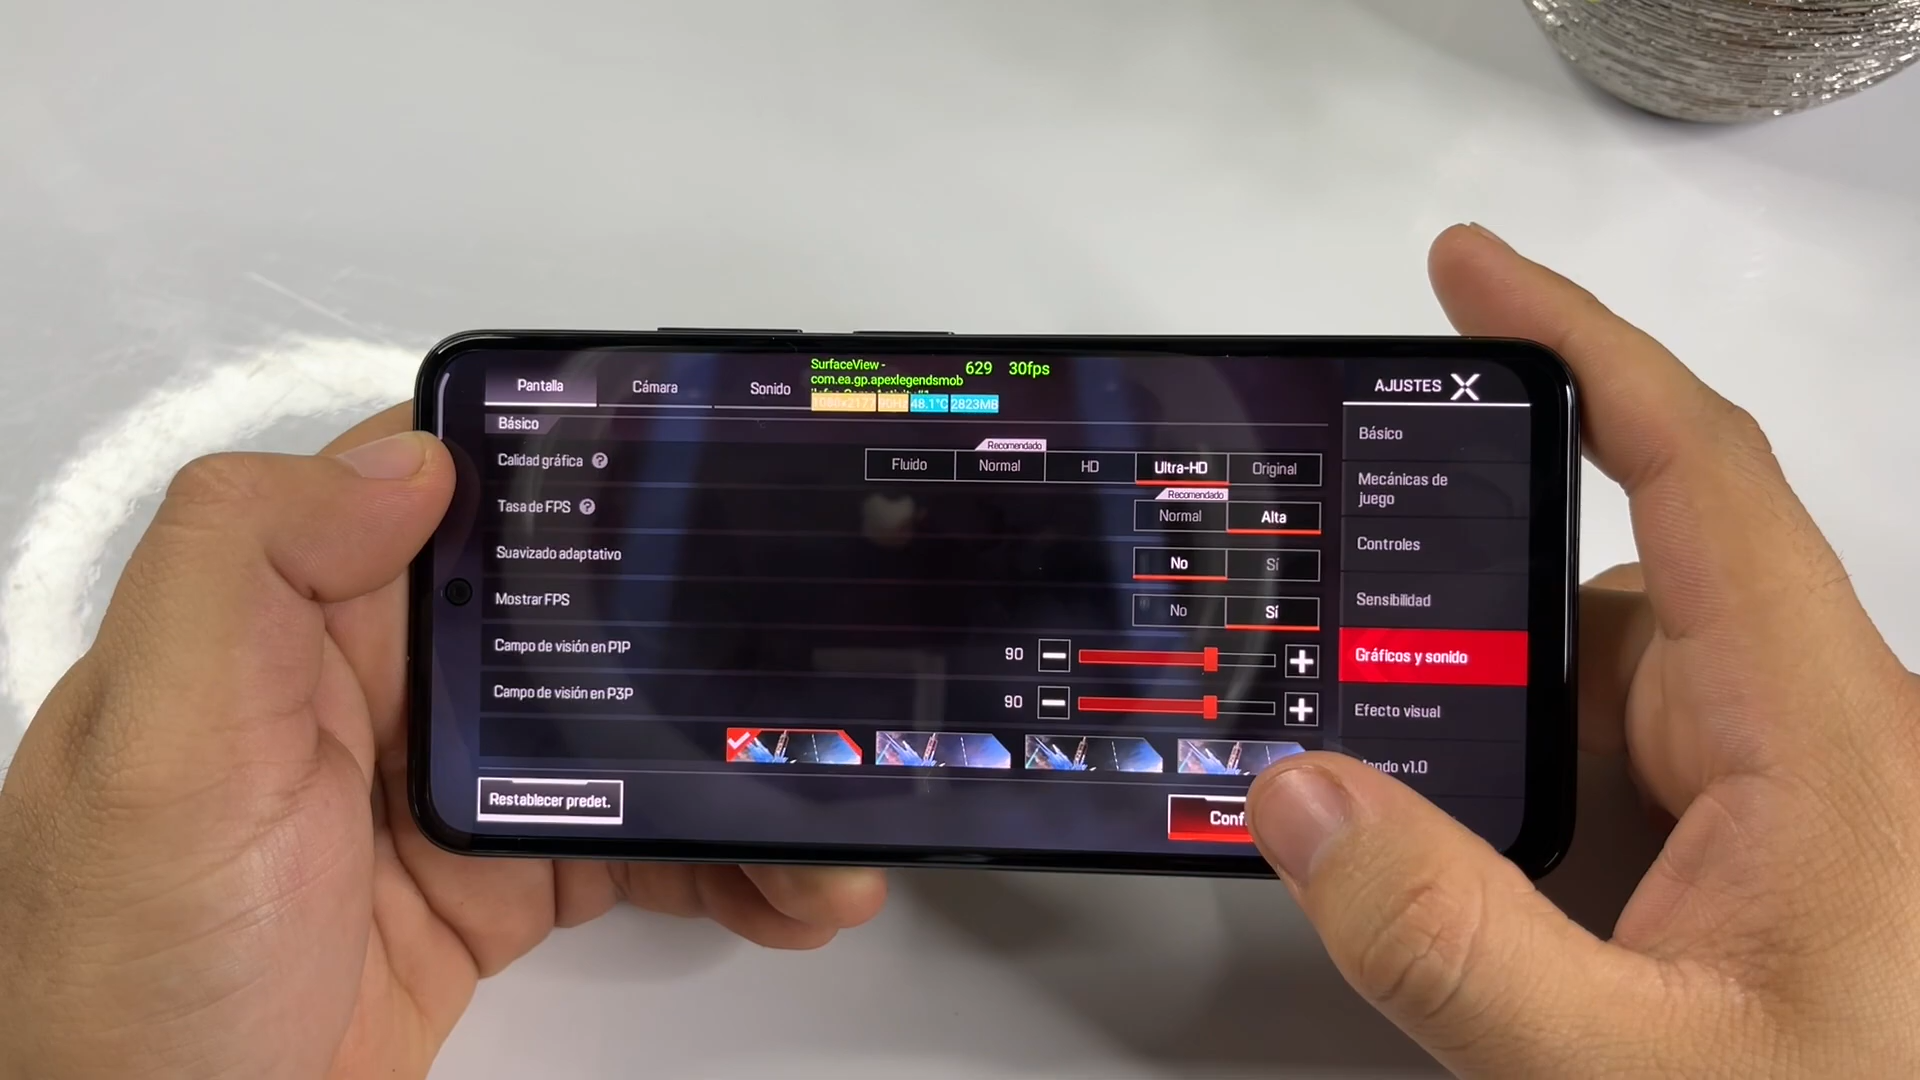 Pantalla
Cámara
Sonido
SurfaceView -
com.ea.gp.apexlegendsmob
629 30fps
48.1°C 2823MB
AJUSTES
Básico
Calidad gráfica ?
Recomendado
Fluido Normal HD Ultra-HD Original
Tasa de FPS ?
Recomendado
Normal Alta
Suavizado adaptativo
No Sí
Mostrar FPS
No Sí
Campo de visión en P1P
90
Campo de visión en P3P
90
Restablecer predet.
Básico
Mecánicas de
juego
Controles
Sensibilidad
Gráficos y sonido
Efecto visual
v1.0